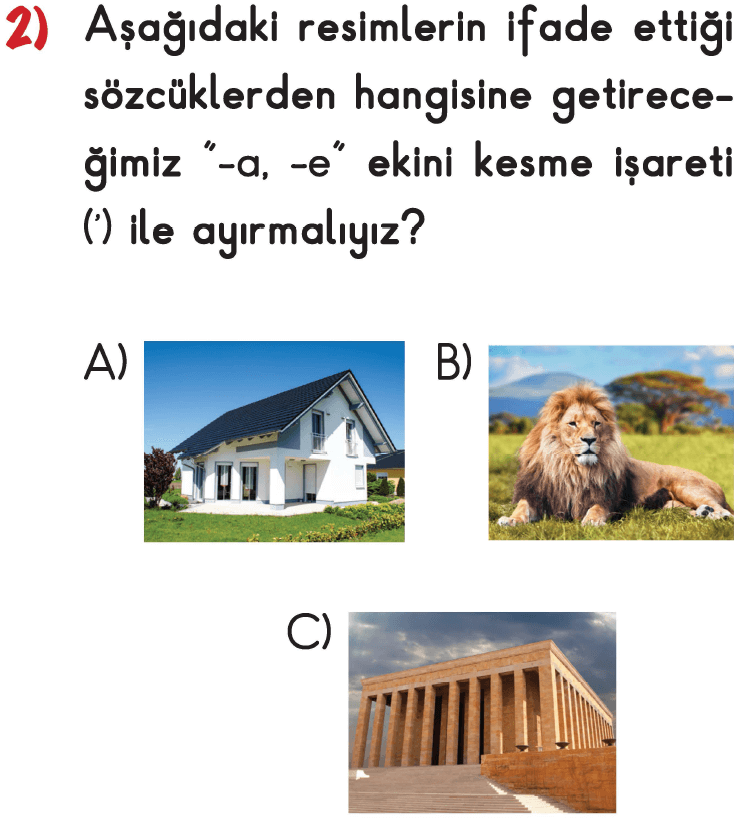 2) Aşağıdaki resimlerin ifade ettiği
sözcüklerden hangisine getirece-
ğimiz "-a, -e" ekini kesme işareti
(') ile ayırmalıyız?
A)
B)
C)